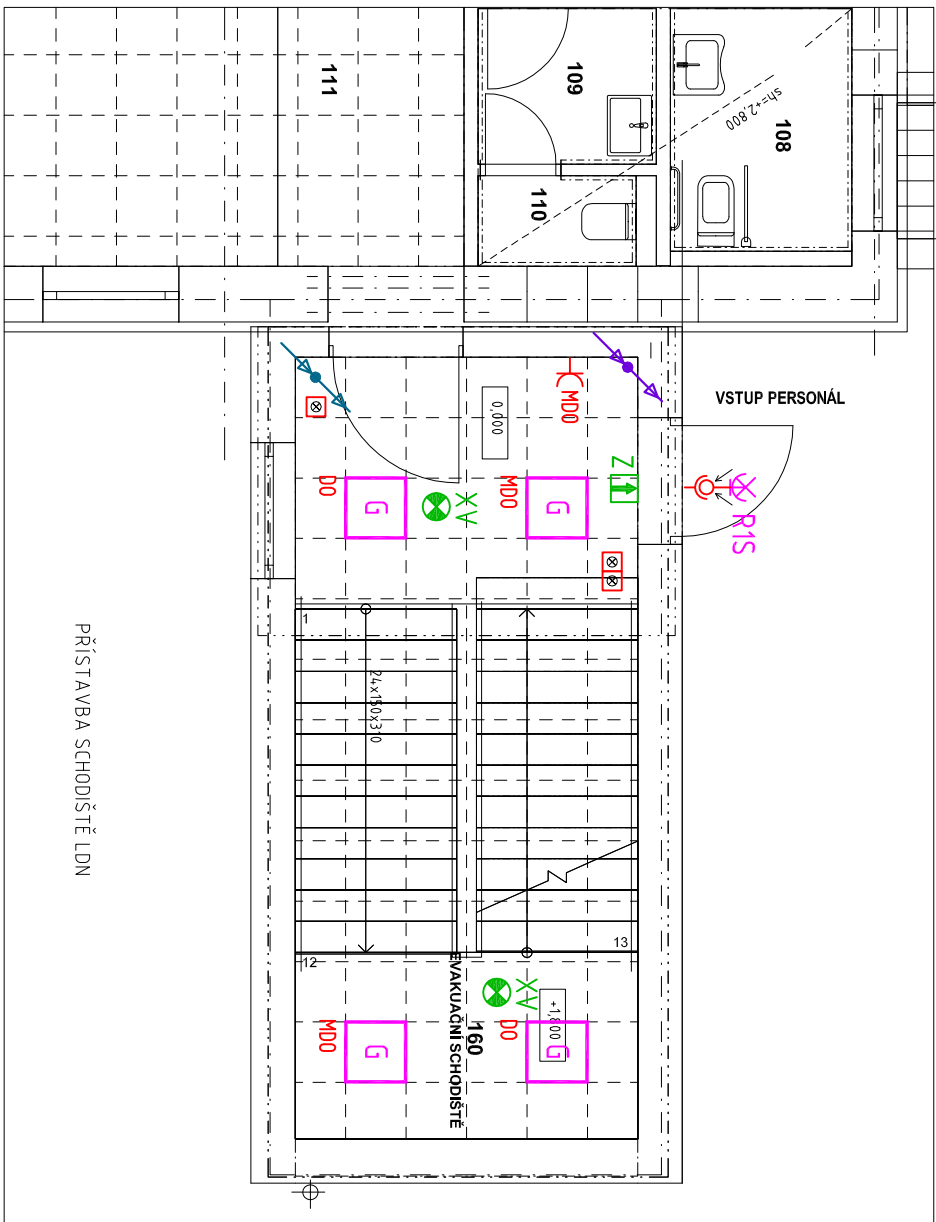 111
109
108
sh=+2,800
110
VSTUP PERSONÁL
MDO
0,000
Z
DO
G
XV
MDO
G
R1S
1
24x150x310
PŘÍSTAVBA SCHODIŠTĚ LDN
13
12
EVAKUAČNÍ SCHODIŠTĚ
160
XV
+1,800
DO
G
MDO
G